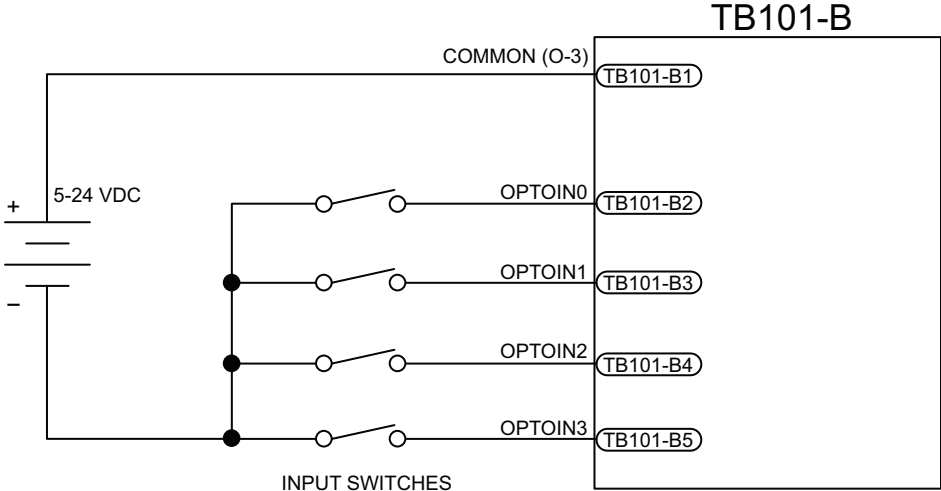 TB101-B
COMMON (O-3)
TB101-B1
5-24 VDC
+
−
OPTOIN0
TB101-B2
OPTOIN1
TB101-B3
OPTOIN2
TB101-B4
OPTOIN3
TB101-B5
INPUT SWITCHES